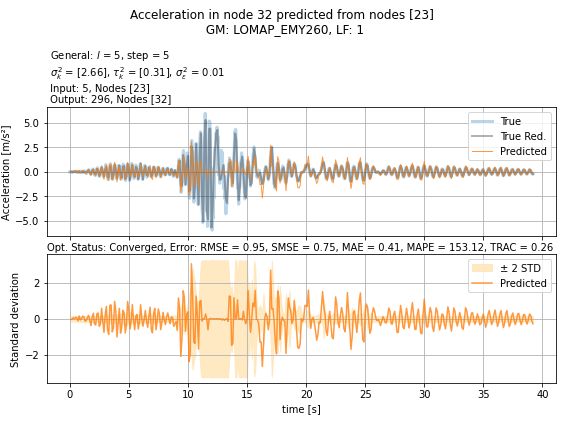 Acceleration in node 32 predicted from nodes [23]
GM: LOMAP_EMY260, LF: 1
General: l = 5, step = 5
σ²ₖ = [2.66], τ²ₖ = [0.31], σ²ε = 0.01
Input: 5, Nodes [23]
Output: 296, Nodes [32]
Acceleration [m/s²]
5.0
2.5
0.0
−2.5
−5.0
True
True Red.
Predicted
Opt. Status: Converged, Error: RMSE = 0.95, SMSE = 0.75, MAE = 0.41, MAPE = 153.12, TRAC = 0.26
Standard deviation
2
0
−2
± 2 STD
Predicted
0
5
10
15
20
25
30
35
40
time [s]